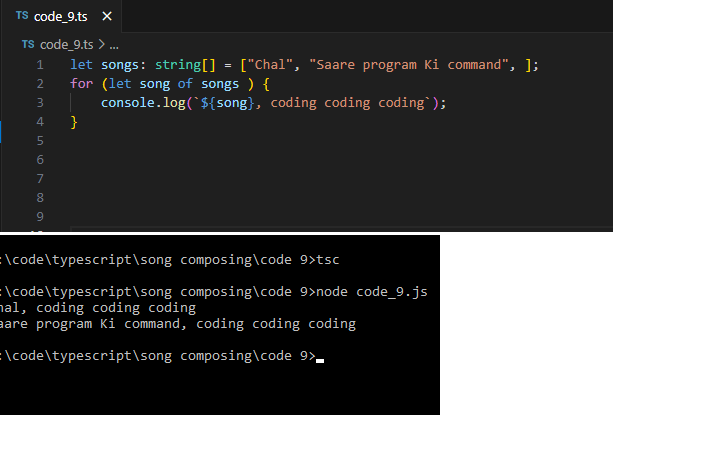 TS code_9.ts ×
TS code_9.ts > ...
1 let songs: string[] = ["Chal", "Saare program Ki command", ];
2 for (let song of songs ) {
3 console.log(`${song}, coding coding coding`);
4 }
5
6
7
8
9
:\code\typescript\song composing\code 9>tsc
:\code\typescript\song composing\code 9>node code_9.js
hal, coding coding coding
aare program Ki command, coding coding coding
:\code\typescript\song composing\code 9>